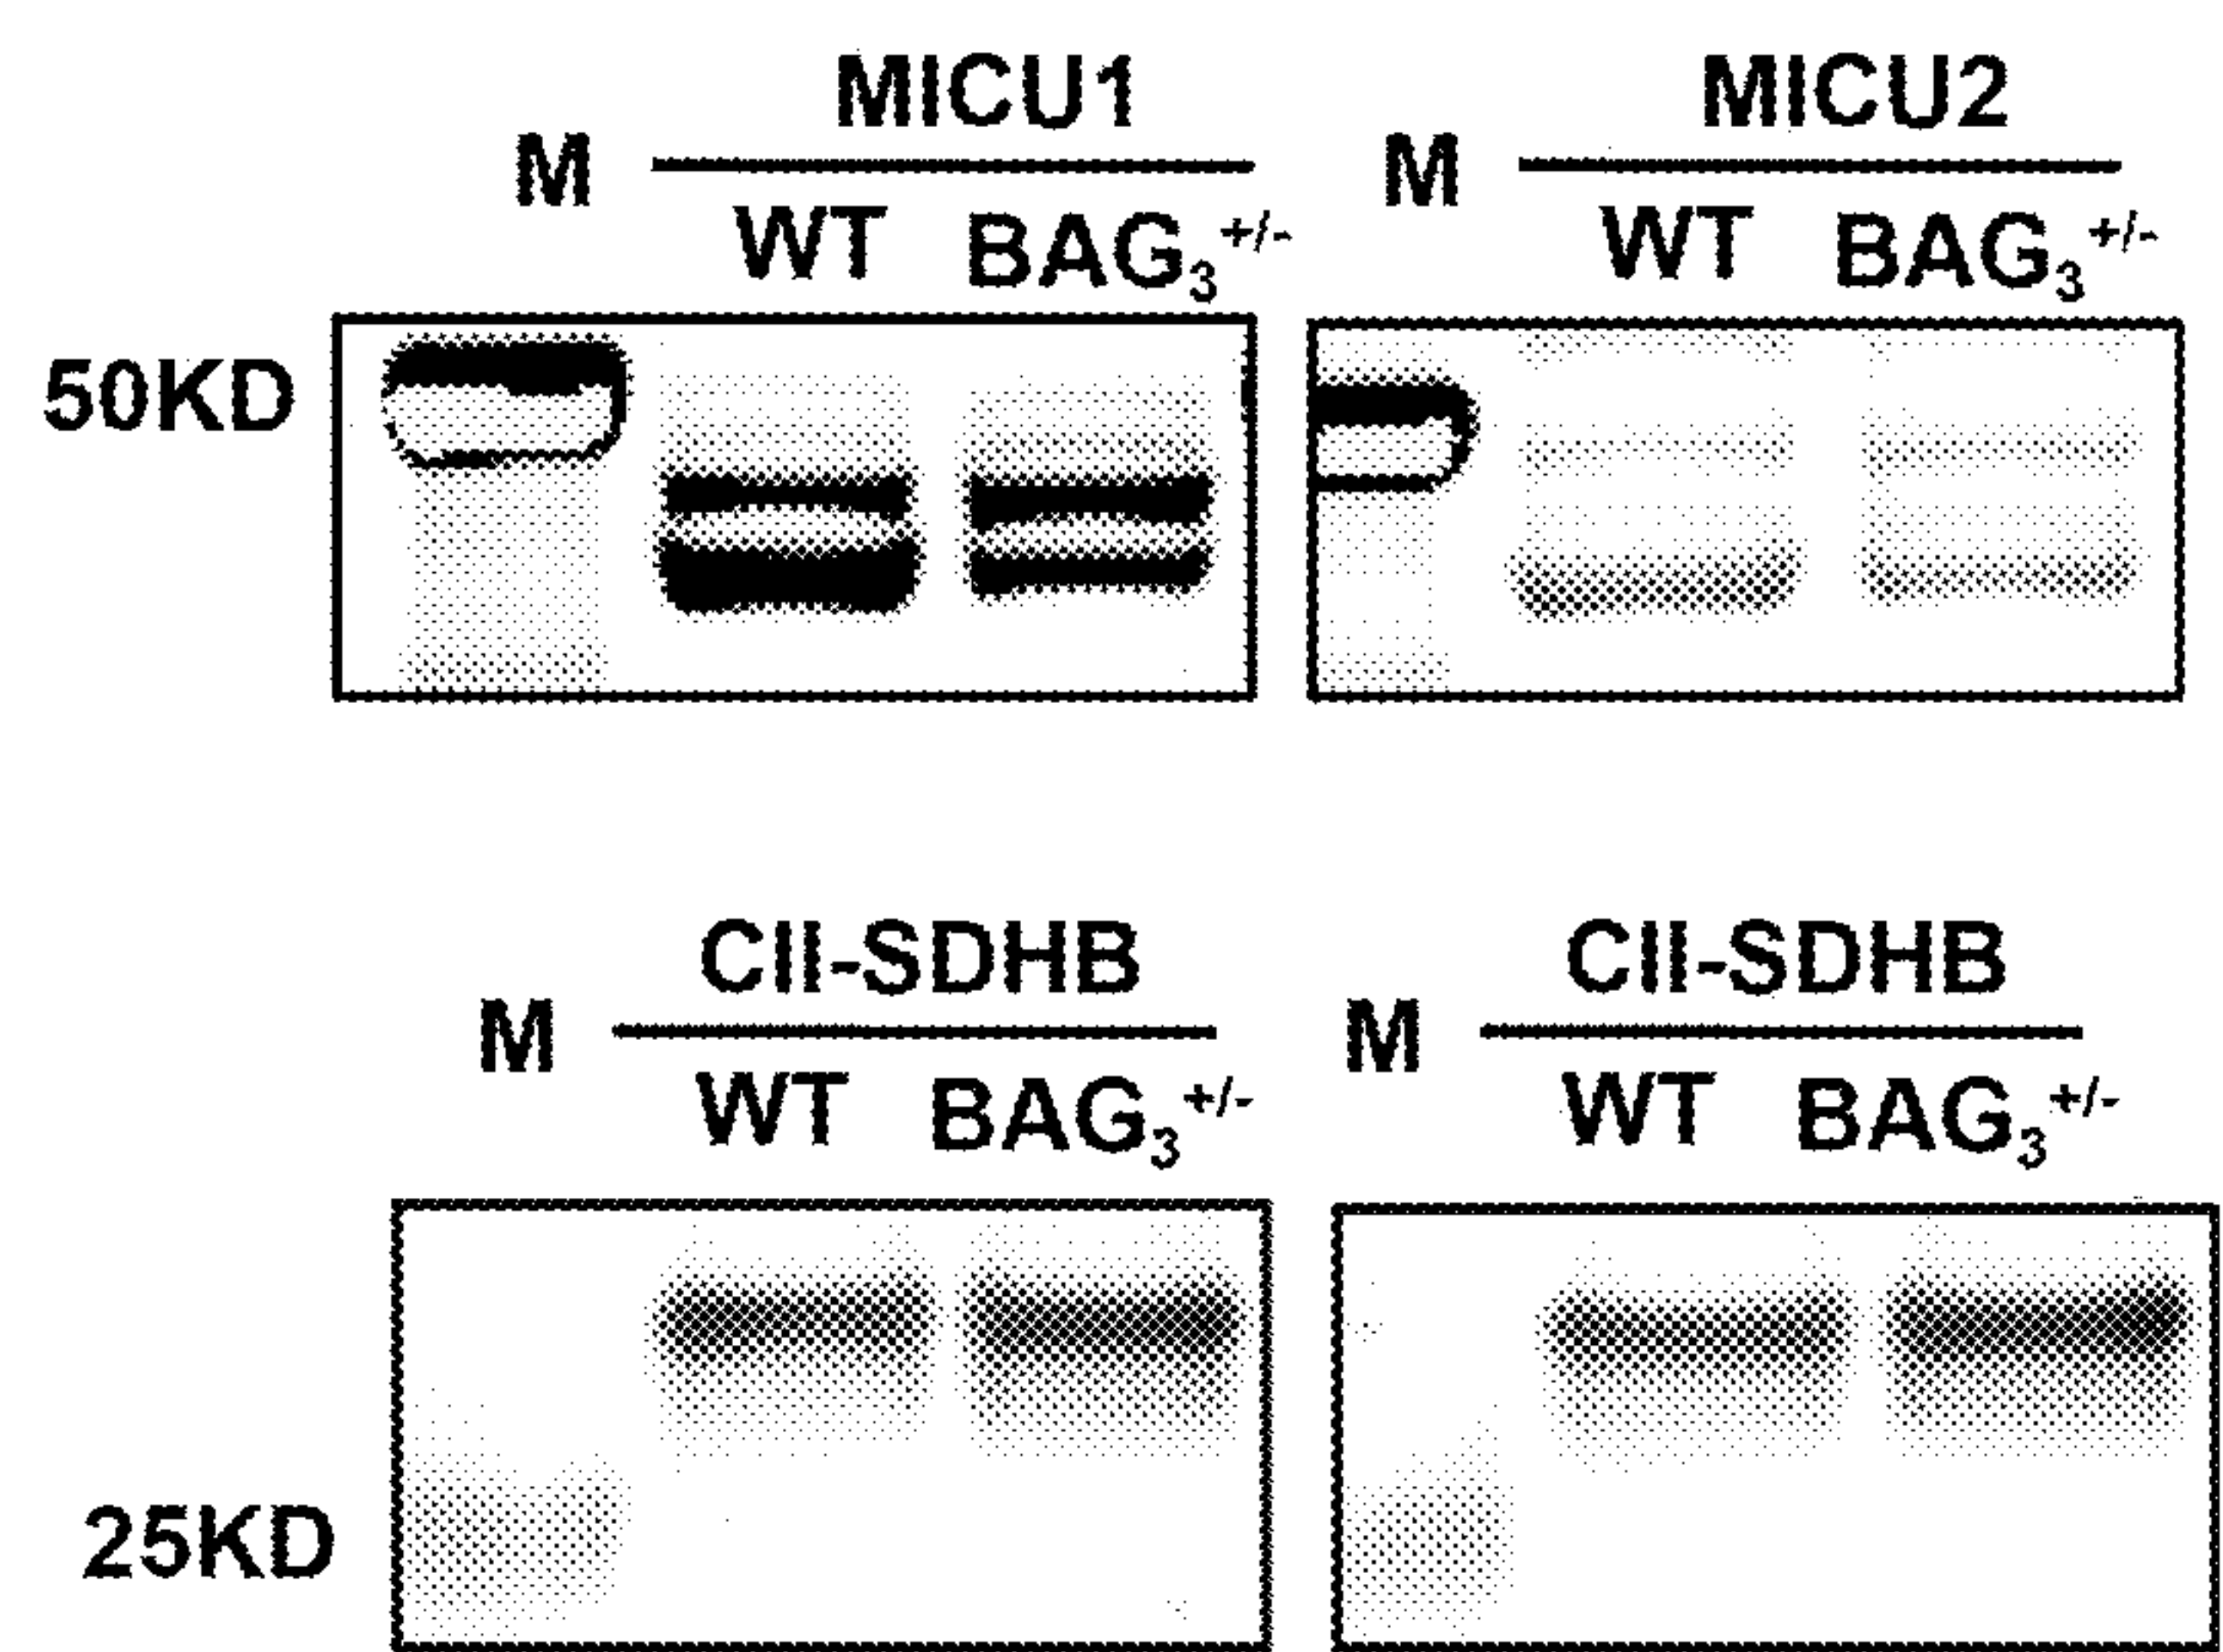 MICU1 MICU2
M M
WT BAG3+/- WT BAG3+/-
50KD
CII-SDHB CII-SDHB
M M
WT BAG3+/- WT BAG3+/-
25KD